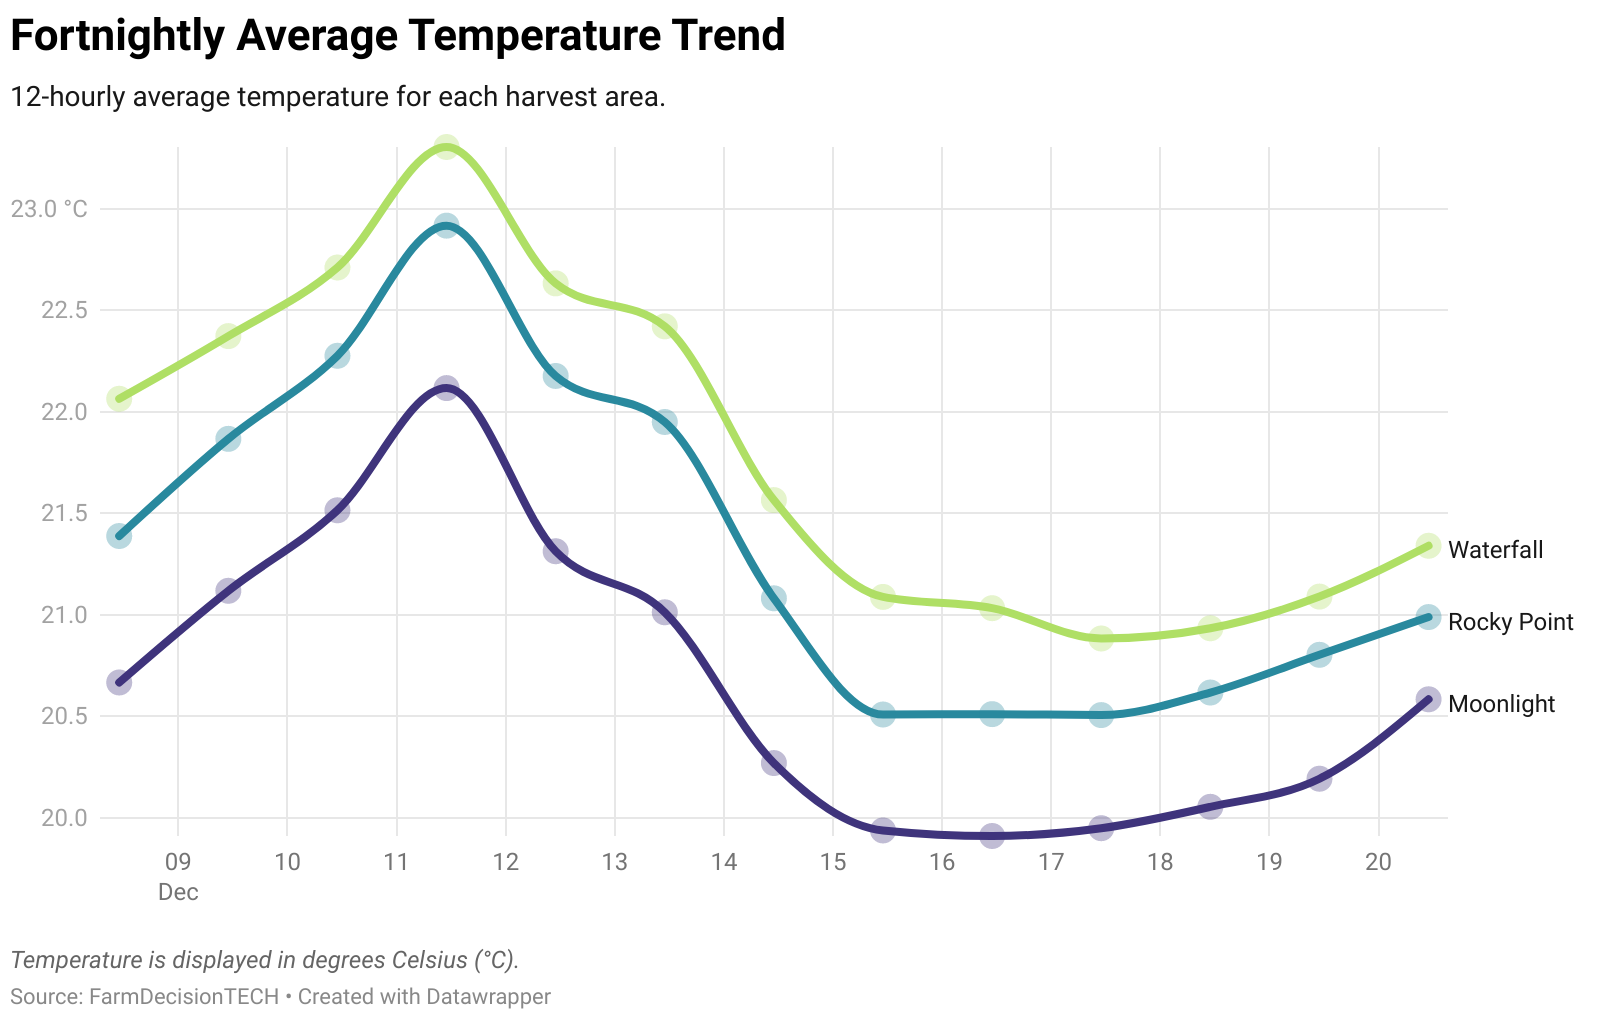 Fortnightly Average Temperature Trend
12-hourly average temperature for each harvest area.
23.0 °C
22.5
22.0
21.5
21.0
20.5
20.0
Waterfall
Rocky Point
Moonlight
09 10 11 12 13 14 15 16 17 18 19 20
Dec
Temperature is displayed in degrees Celsius (°C).
Source: FarmDecisionTECH • Created with Datawrapper